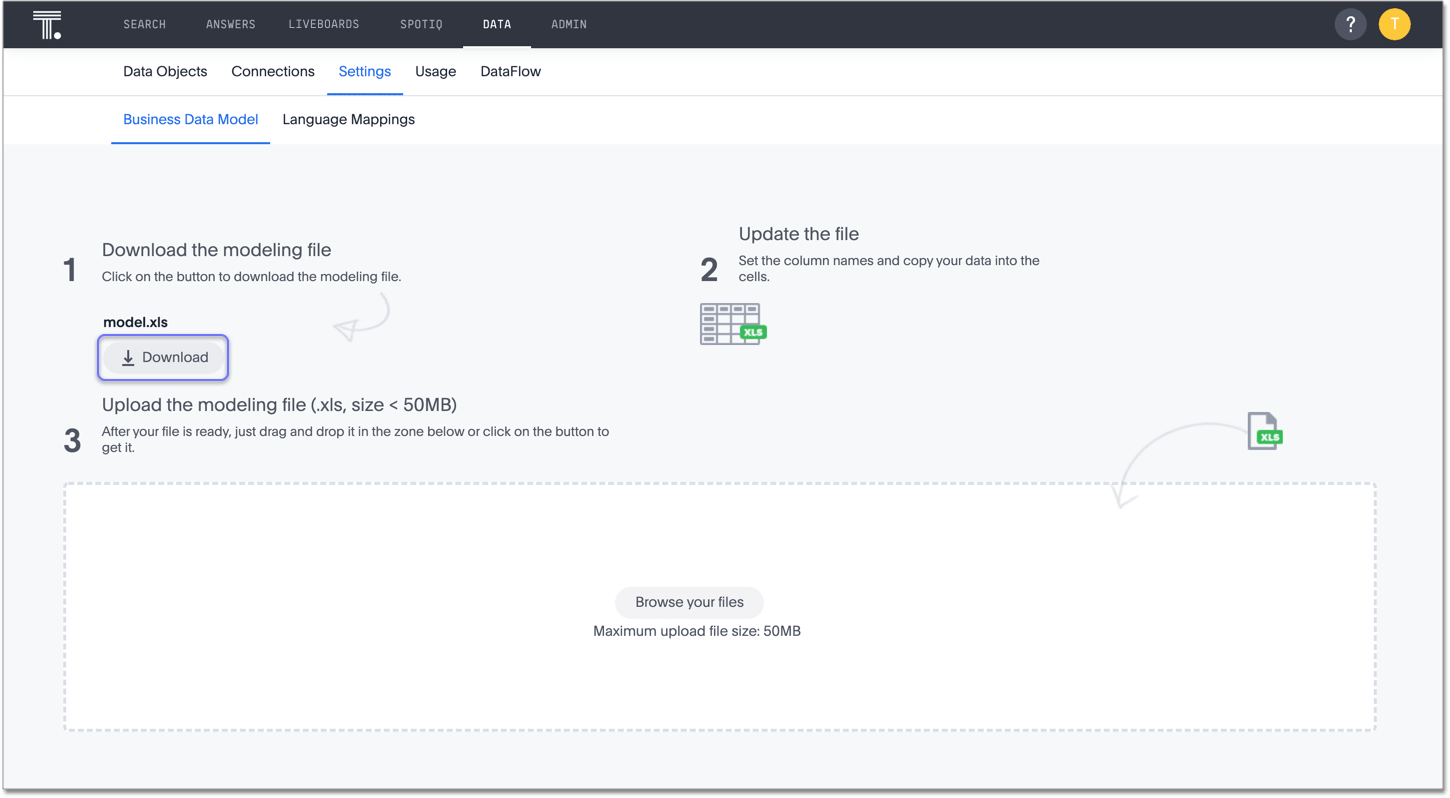 T.
SEARCH ANSWERS LIVEBOARDS SPOTIQ DATA ADMIN ? T
Data Objects Connections Settings Usage DataFlow
Business Data Model Language Mappings
1
Download the modeling file
Click on the button to download the modeling file.
model.xls
Download
2
Update the file
Set the column names and copy your data into the
cells.
XLS
3
Upload the modeling file (.xls, size < 50MB)
After your file is ready, just drag and drop it in the zone below or click on the button to
get it.
XLS
Browse your files
Maximum upload file size: 50MB